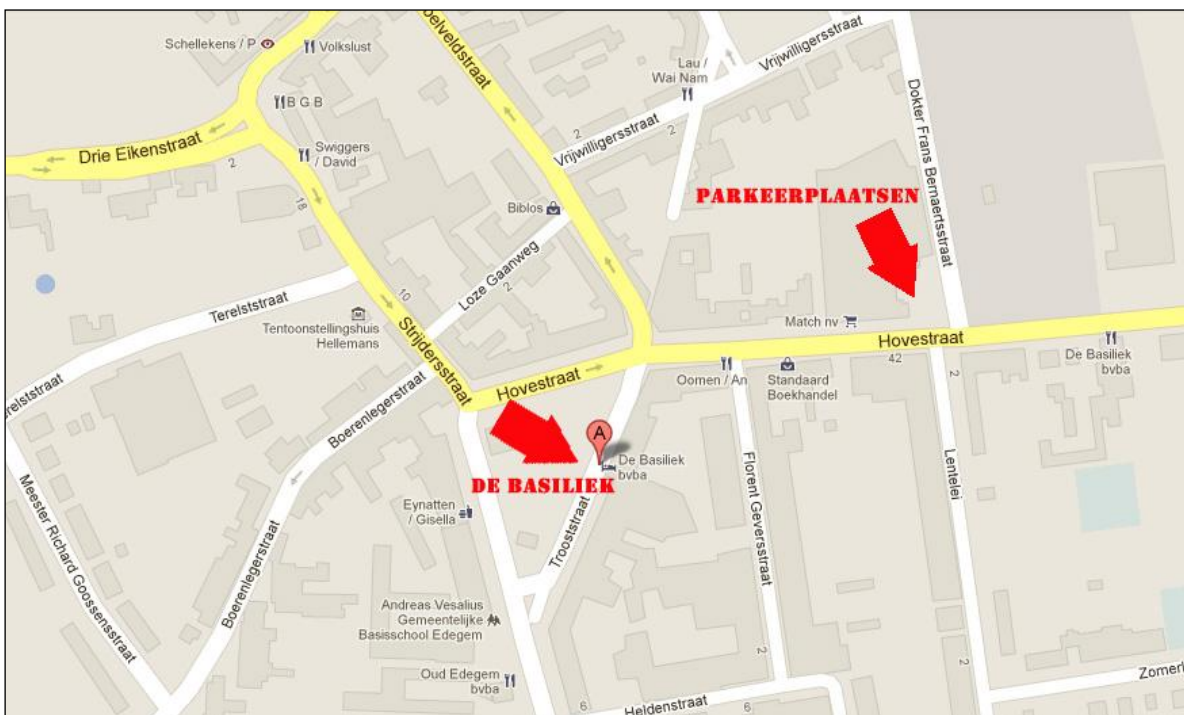 Schellekens / P
Volkslust
oelveldstraat
Lau /
Wai Nam
Vrijwilligersstraat
B G B
Drie Eikenstraat
2
Swiggers
/ David
2
2
Vrijwilligersstraat
Dokter Frans Bernaertsstraat
18
Biblos
PARKEERPLAATSEN
Loze Gaanweg
2
Terelststraat
10
Tentoonstellingshuis
Hellemans
Strijdersstraat
Match nv
Hovestraat
42
De Basiliek
bvba
Hovestraat
Oomen / An
Standaard
Boekhandel
2
Terelststraat
Boerenlegerstraat
A
De Basiliek
bvba
DE BASILIEK
Florent Geversstraat
Lentelei
Eynatten
/ Gisella
Trooststraat
Meester Richard Goossensstraat
Boerenlegerstraat
Andreas Vesalius
Gemeentelijke
Basisschool Edegem
Oud Edegem
bvba
2
2
Zomerl
6
Heldenstraat
6